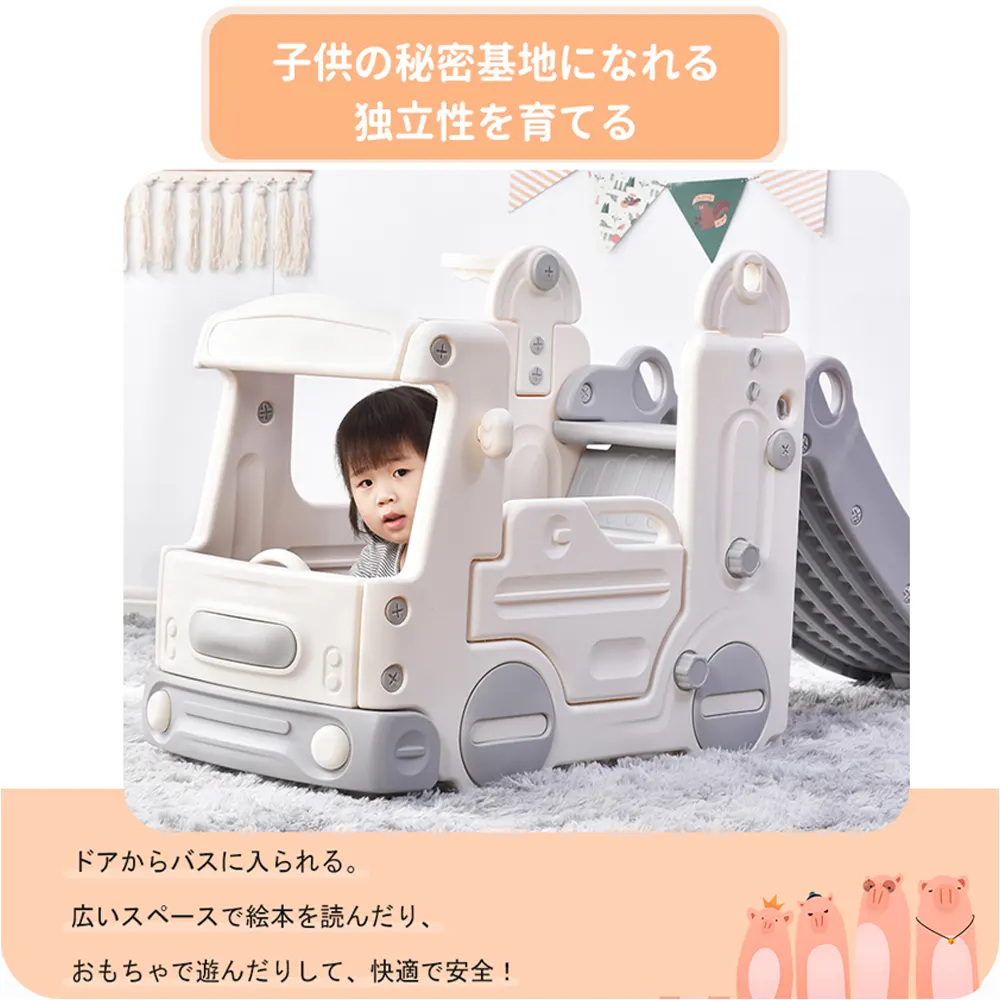 子供の秘密基地になれる
独立性を育てる
ドアからバスに入られる。
広いスペースで絵本を読んだり、
おもちゃで遊んだりして、快適で安全！